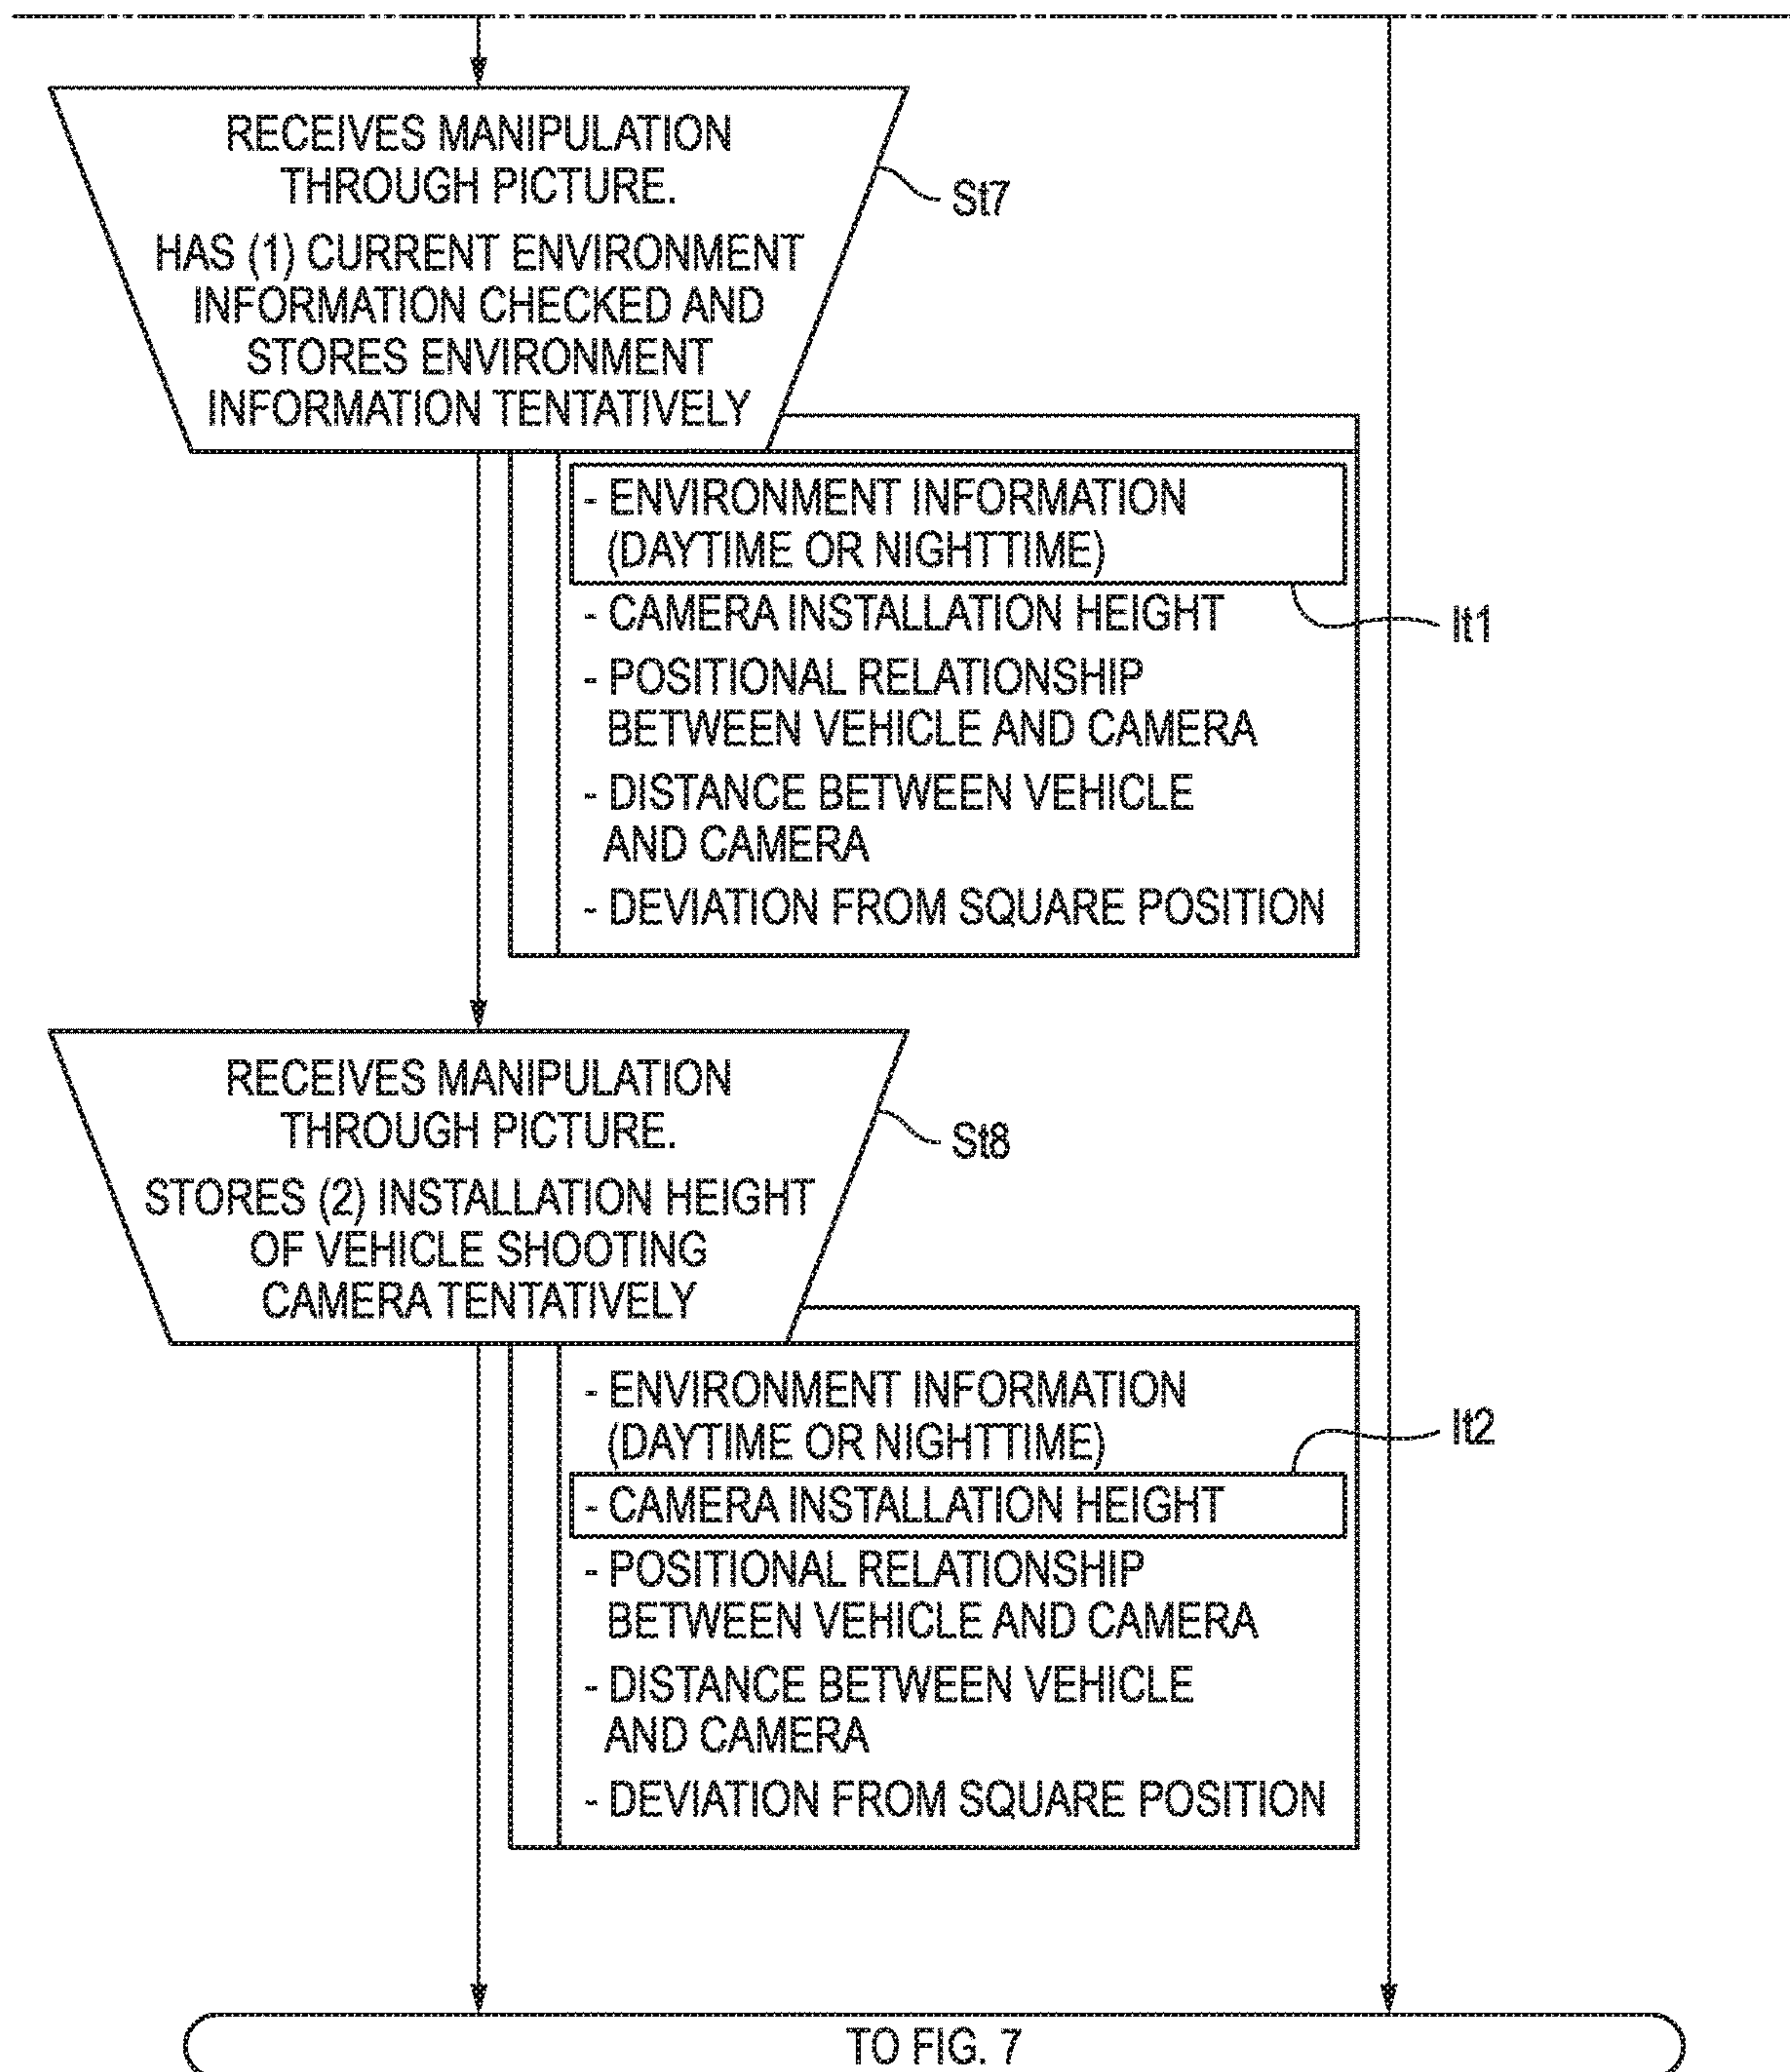 RECEIVES MANIPULATION
THROUGH PICTURE.
HAS (1) CURRENT ENVIRONMENT
INFORMATION CHECKED AND
STORES ENVIRONMENT
INFORMATION TENTATIVELY
St7
- ENVIRONMENT INFORMATION
(DAYTIME OR NIGHTTIME)
- CAMERA INSTALLATION HEIGHT
It1
- POSITIONAL RELATIONSHIP
BETWEEN VEHICLE AND CAMERA
- DISTANCE BETWEEN VEHICLE
AND CAMERA
- DEVIATION FROM SQUARE POSITION
RECEIVES MANIPULATION
THROUGH PICTURE.
STORES (2) INSTALLATION HEIGHT
OF VEHICLE SHOOTING
CAMERA TENTATIVELY
St8
- ENVIRONMENT INFORMATION
(DAYTIME OR NIGHTTIME)
It2
- CAMERA INSTALLATION HEIGHT
- POSITIONAL RELATIONSHIP
BETWEEN VEHICLE AND CAMERA
- DISTANCE BETWEEN VEHICLE
AND CAMERA
- DEVIATION FROM SQUARE POSITION
TO FIG. 7